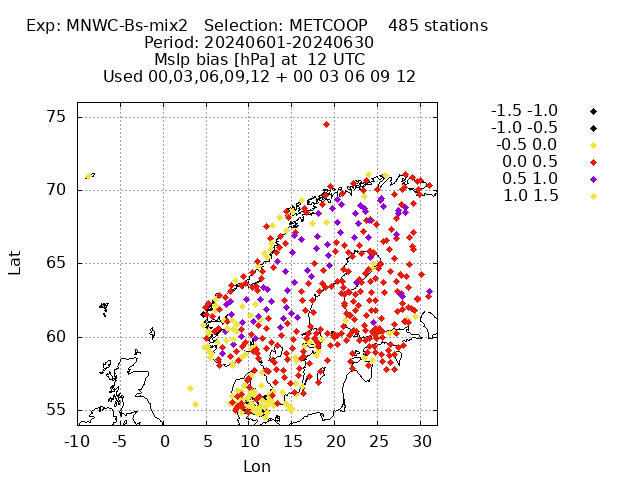 Exp: MNWC-Bs-mix2   Selection: METCOOP    485 stations
Period: 20240601-20240630
Mslp bias [hPa] at  12 UTC
Used 00,03,06,09,12 + 00 03 06 09 12
-1.5 -1.0
-1.0 -0.5
-0.5 0.0
0.0 0.5
0.5 1.0
1.0 1.5
75
70
65
60
55
Lat
-10 -5 0 5 10 15 20 25 30
Lon